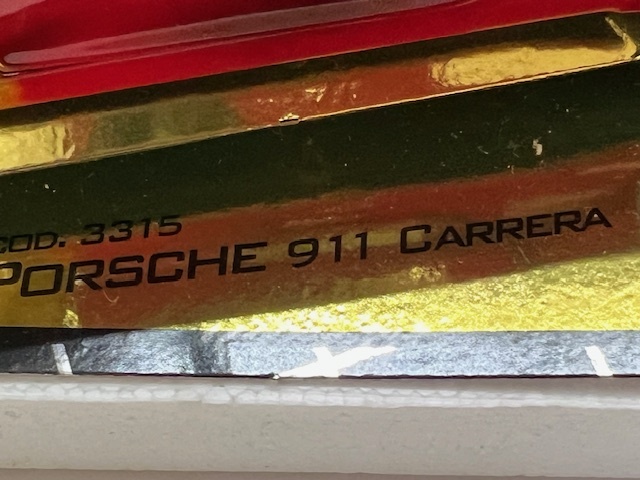 COD. 3315
PORSCHE 911 CARRERA